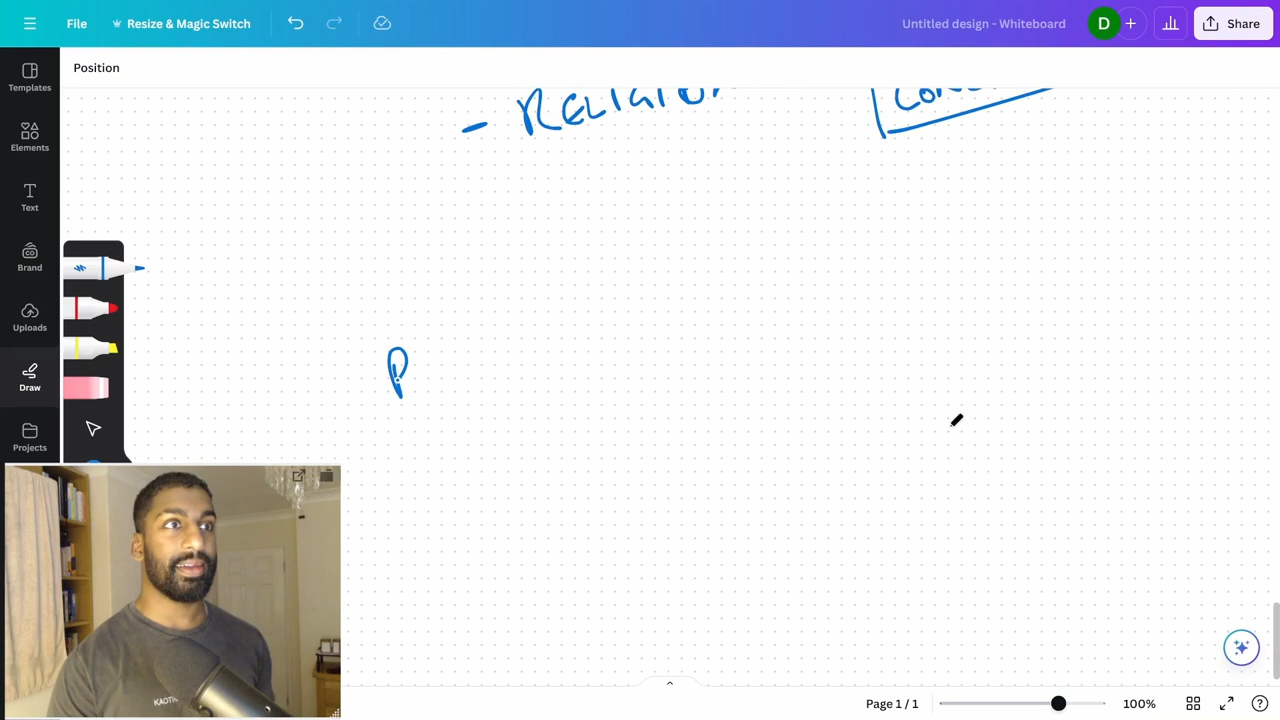 File
Resize & Magic Switch
Untitled design - Whiteboard
D
+
Share
Templates
Elements
Text
Brand
Uploads
Draw
Projects
Position
P
Page 1 / 1
100%